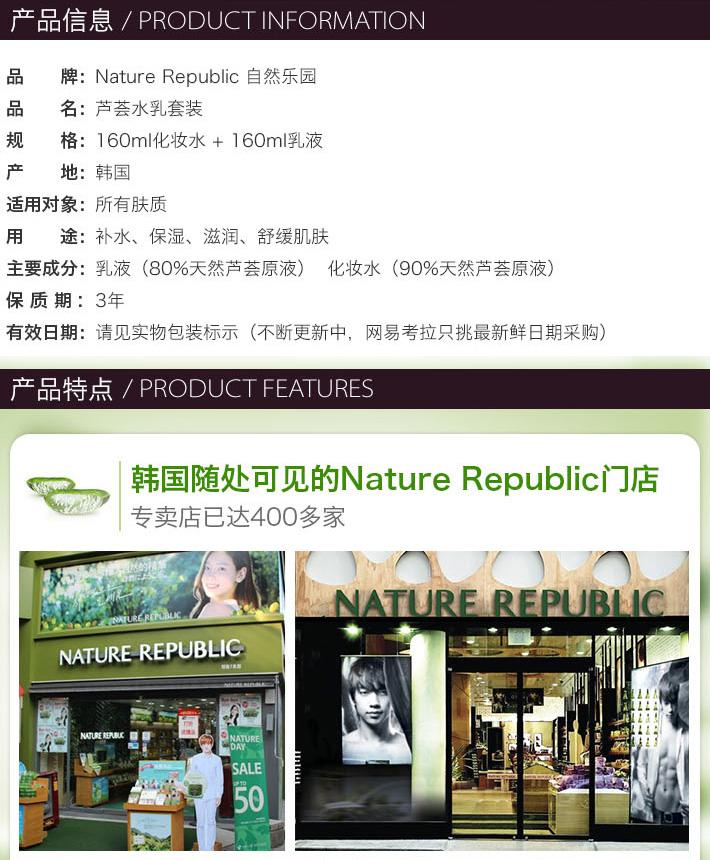 产品信息 / PRODUCT INFORMATION
品 牌：Nature Republic 自然乐园
品 名：芦荟水乳套装
规 格：160ml化妆水 + 160ml乳液
产 地：韩国
适用对象：所有肤质
用 途：补水、保湿、滋润、舒缓肌肤
主要成分：乳液（80%天然芦荟原液） 化妆水（90%天然芦荟原液）
保 质 期：3年
有效日期：请见实物包装标示（不断更新中，网易考拉只挑最新鲜日期采购）
产品特点 / PRODUCT FEATURES
韩国随处可见的Nature Republic门店
专卖店已达400多家
NATURE REPUBLIC
NATURE REPUBLIC
NATURE REPUBLIC
NATURE REPUBLIC
NATURE
DAY
SALE
UP TO
50